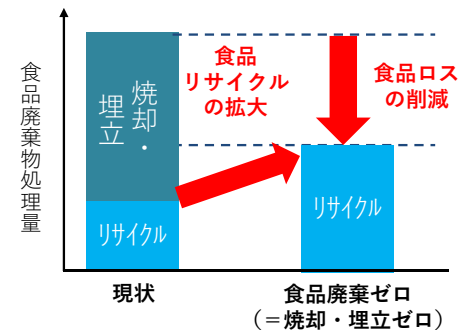 食品廃棄物処理量
焼却・
埋立
リサイクル
食品
リサイクル
の拡大
食品ロス
の削減
リサイクル
現状
食品廃棄ゼロ
（＝焼却・埋立ゼロ）